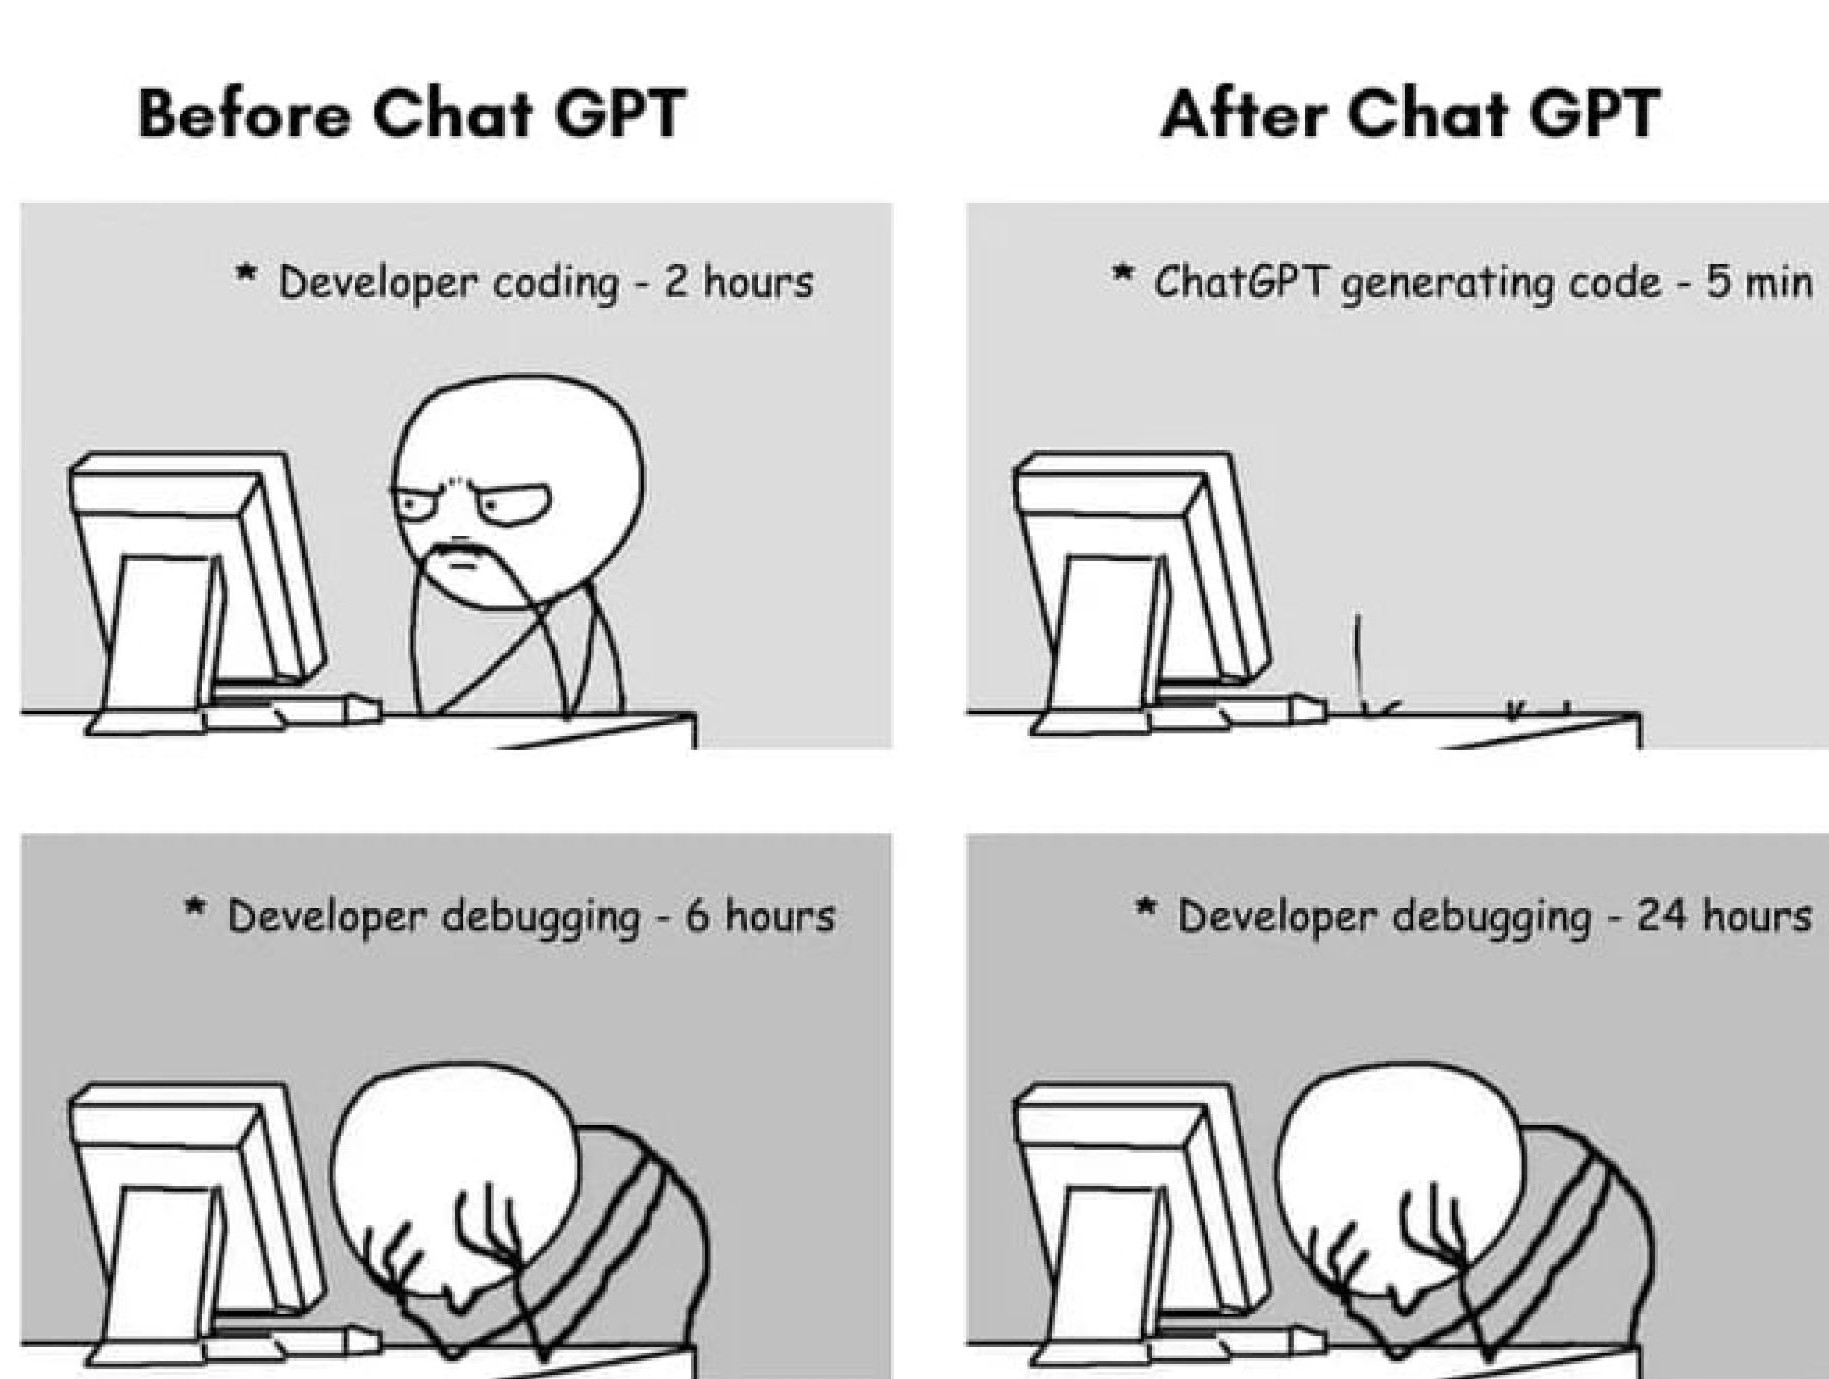 Before Chat GPT
After Chat GPT
* Developer coding - 2 hours
* ChatGPT generating code - 5 min
* Developer debugging - 6 hours
* Developer debugging - 24 hours